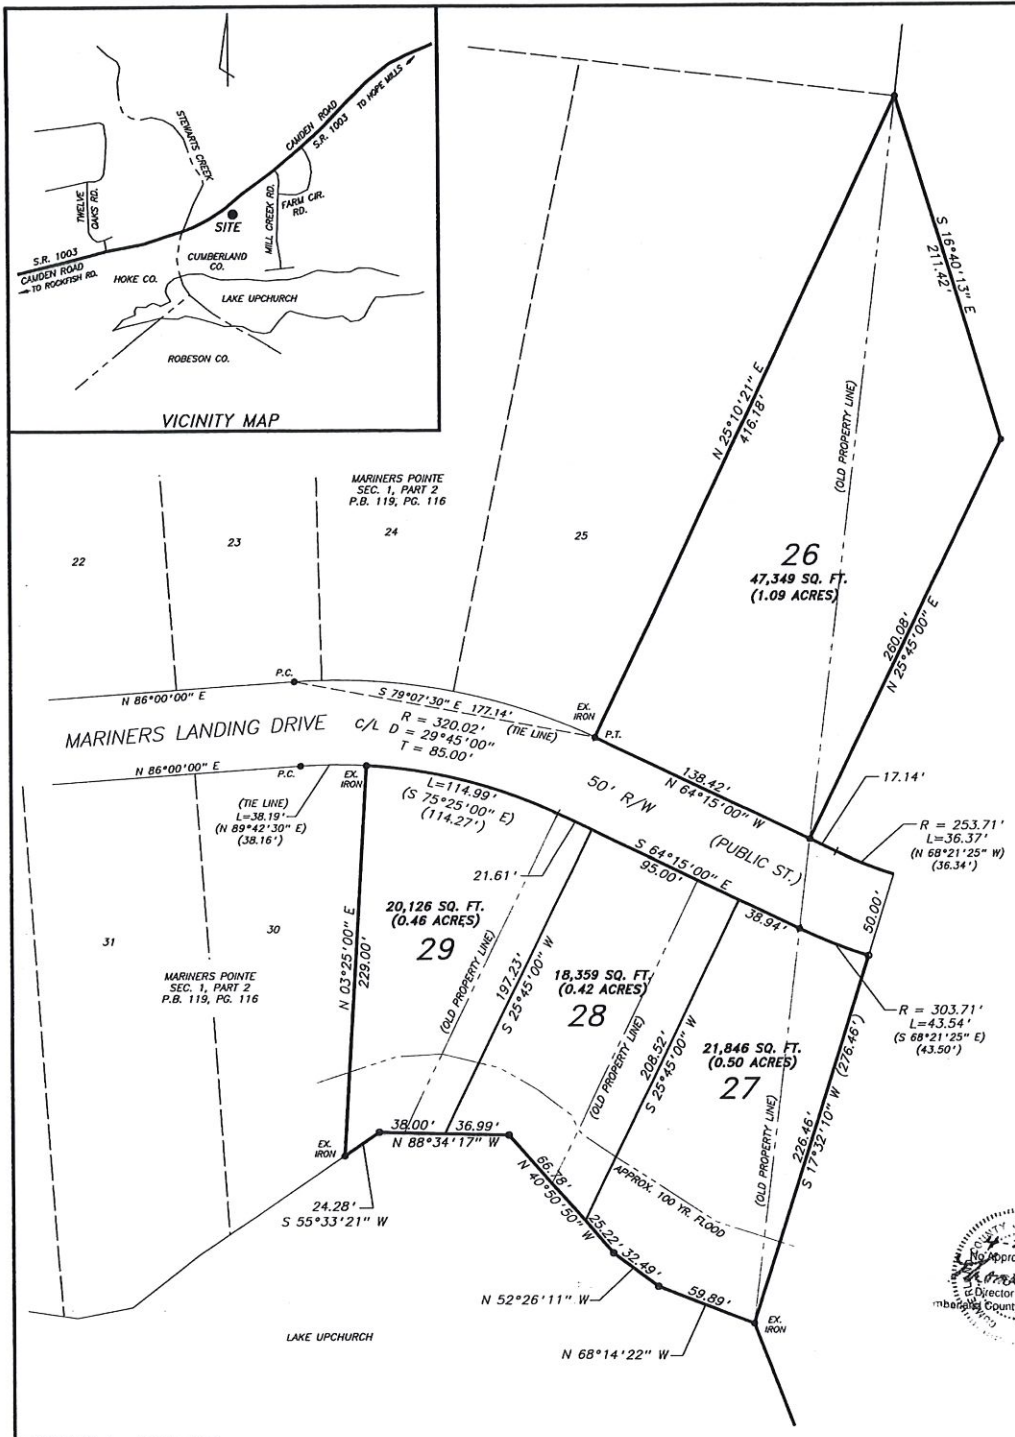 STEWARTS CREEK
CAMDEN ROAD
S.R. 1003
TO HOPE MILLS
TWELVE
OAKS RD.
MILL CREEK RD.
FARM CIR.
RD.
SITE
S.R. 1003
CAMDEN ROAD
TO ROCKFISH RD.
HOKE CO.
CUMBERLAND
CO.
LAKE UPCHURCH
ROBESON CO.
VICINITY MAP
S 16°40'13" E
211.42'
N 25°10'21" E
416.18'
(OLD PROPERTY LINE)
MARINERS POINTE
SEC. 1, PART 2
P.B. 119, PG. 116
22
23
24
25
26
47,349 SQ. FT.
(1.09 ACRES)
260.08'
N 25°45'00" E
P.C.
N 86°00'00" E
S 79°07'30" E 177.14'
(TIE LINE)
EX.
IRON
P.T.
MARINERS LANDING DRIVE
C/L
R = 320.02'
D = 29°45'00"
T = 85.00'
138.42'
N 64°15'00" W
17.14'
N 86°00'00" E
P.C.
EX.
IRON
(TIE LINE)
L=38.19'
(N 89°42'30" E)
(38.16')
L=114.99'
(S 75°25'00" E)
(114.27')
50' R/W
(PUBLIC ST.)
R = 253.71'
L=36.37'
(N 68°21'25" W)
(36.34')
21.61'
S 64°15'00" E
95.00'
38.94'
50.00'
31
30
MARINERS POINTE
SEC. 1, PART 2
P.B. 119, PG. 116
N 03°25'00" E
229.00'
20,126 SQ. FT.
(0.46 ACRES)
29
(OLD PROPERTY LINE)
197.23'
S 25°45'00" W
18,359 SQ. FT.
(0.42 ACRES)
28
(OLD PROPERTY LINE)
208.52'
S 25°45'00" W
21,846 SQ. FT.
(0.50 ACRES)
27
(OLD PROPERTY LINE)
226.46'
S 17°32'10" W (276.46')
R = 303.71'
L=43.54'
(S 68°21'25" E)
(43.50')
38.00'
36.99'
N 88°34'17" W
EX.
IRON
24.28'
S 55°33'21" W
66.78'
N 40°50'50" W
25.22'
32.49'
APPROX. 100 YR. FLOOD
N 52°26'11" W
59.89'
EX.
IRON
N 68°14'22" W
LAKE UPCHURCH
No Appro
Director
County